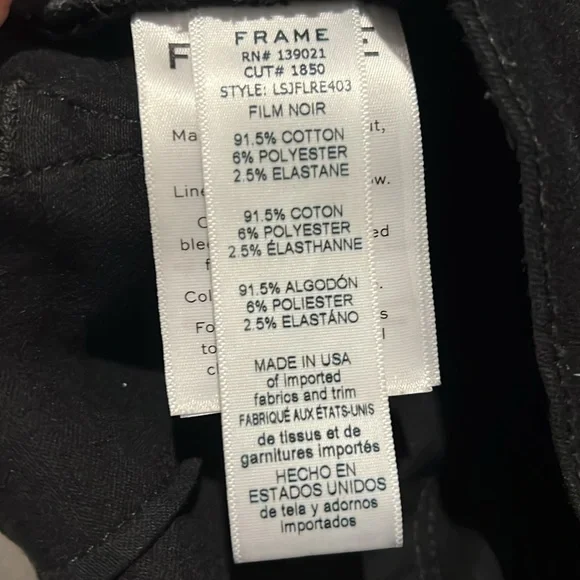 FRAME
RN# 139021
CUT# 1850
STYLE: LSJFLRE403
FILM NOIR
91.5% COTTON
6% POLYESTER
2.5% ELASTANE
91.5% COTON
6% POLYESTER
2.5% ÉLASTHANNE
91.5% ALGODÓN
6% POLIESTER
2.5% ELASTÁNO
MADE IN USA
of imported
fabrics and trim
FABRIQUÉ AUX ÉTATS-UNIS
de tissus et de
garnitures importés
HECHO EN
ESTADOS UNIDOS
de tela y adornos
importados